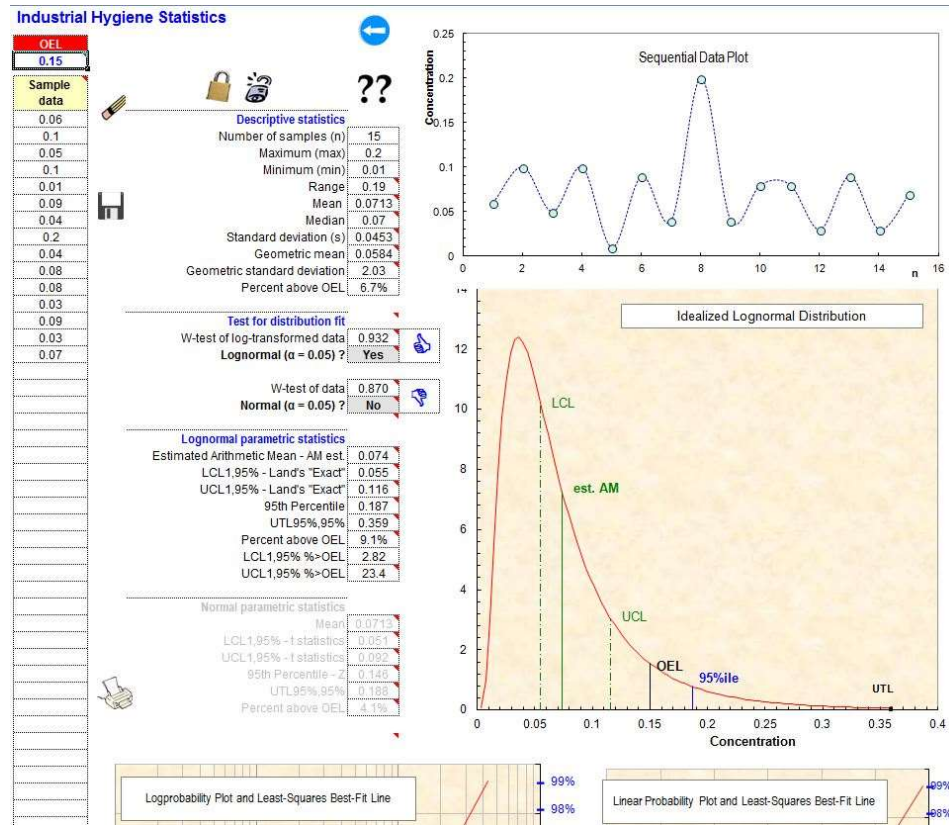 Industrial Hygiene Statistics
OEL
0.15
Sample
data
0.06
0.1
0.05
0.1
0.01
0.09
0.04
0.2
0.04
0.08
0.08
0.03
0.09
0.03
0.07
??
Descriptive statistics
Number of samples (n) 15
Maximum (max) 0.2
Minimum (min) 0.01
Range 0.19
Mean 0.0713
Median 0.07
Standard deviation (s) 0.0453
Geometric mean 0.0584
Geometric standard deviation 2.03
Percent above OEL 6.7%
Test for distribution fit
W-test of log-transformed data 0.932
Lognormal (α = 0.05) ? Yes
W-test of data 0.870
Normal (α = 0.05) ? No
Lognormal parametric statistics
Estimated Arithmetic Mean - AM est. 0.074
LCL1,95% - Land's "Exact" 0.055
UCL1,95% - Land's "Exact" 0.116
95th Percentile 0.187
UTL95%,95% 0.359
Percent above OEL 9.1%
LCL1,95% %>OEL 2.82
UCL1,95% %>OEL 23.4
Normal parametric statistics
Mean 0.0713
LCL1,95% - t statistics 0.051
UCL1,95% - t statistics 0.092
95th Percentile - Z 0.146
UTL95%,95% 0.188
Percent above OEL 4.1%
Sequential Data Plot
Concentration
0.25
0.2
0.15
0.1
0.05
0
0 2 4 6 8 10 12 14 16
n
Idealized Lognormal Distribution
14
12
10
8
6
4
2
0
LCL
est. AM
UCL
OEL
95%ile
UTL
0 0.05 0.1 0.15 0.2 0.25 0.3 0.35 0.4
Concentration
Logprobability Plot and Least-Squares Best-Fit Line
99%
98%
Linear Probability Plot and Least-Squares Best-Fit Line
99%
98%